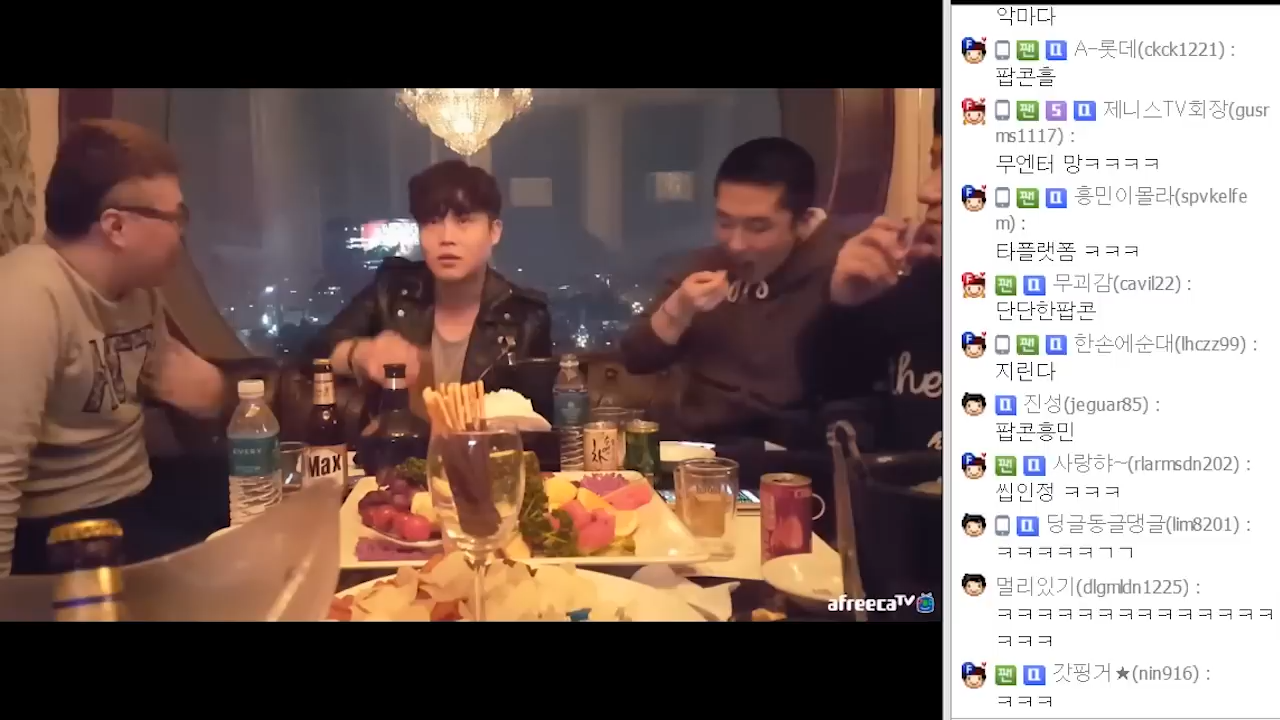 악마다
A-롯데(ckck1221) :
팝콘흘
제니스TV회장(gusr
ms1117) :
무엔터 망ㅋㅋㅋㅋ
흥민이몰라(spvkelfe
m) :
타플랫폼 ㅋㅋㅋ
무괴감(cavil22) :
단단한팝콘
한손에순대(lhczz99) :
지린다
진성(jeguar85) :
팝콘흥민
사랑햐~(rlarmsdn202) :
씹인정 ㅋㅋㅋ
덩글동글댕글(lim8201) :
ㅋㅋㅋㅋㅋㄱㄱ
멀리있기(dlgmldn1225) :
ㅋㅋㅋㅋㅋㅋㅋㅋㅋㅋㅋㅋㅋㅋ
ㅋㅋㅋ
갓핑거★(nin916) :
ㅋㅋㅋ
Max
the
afreecaTV